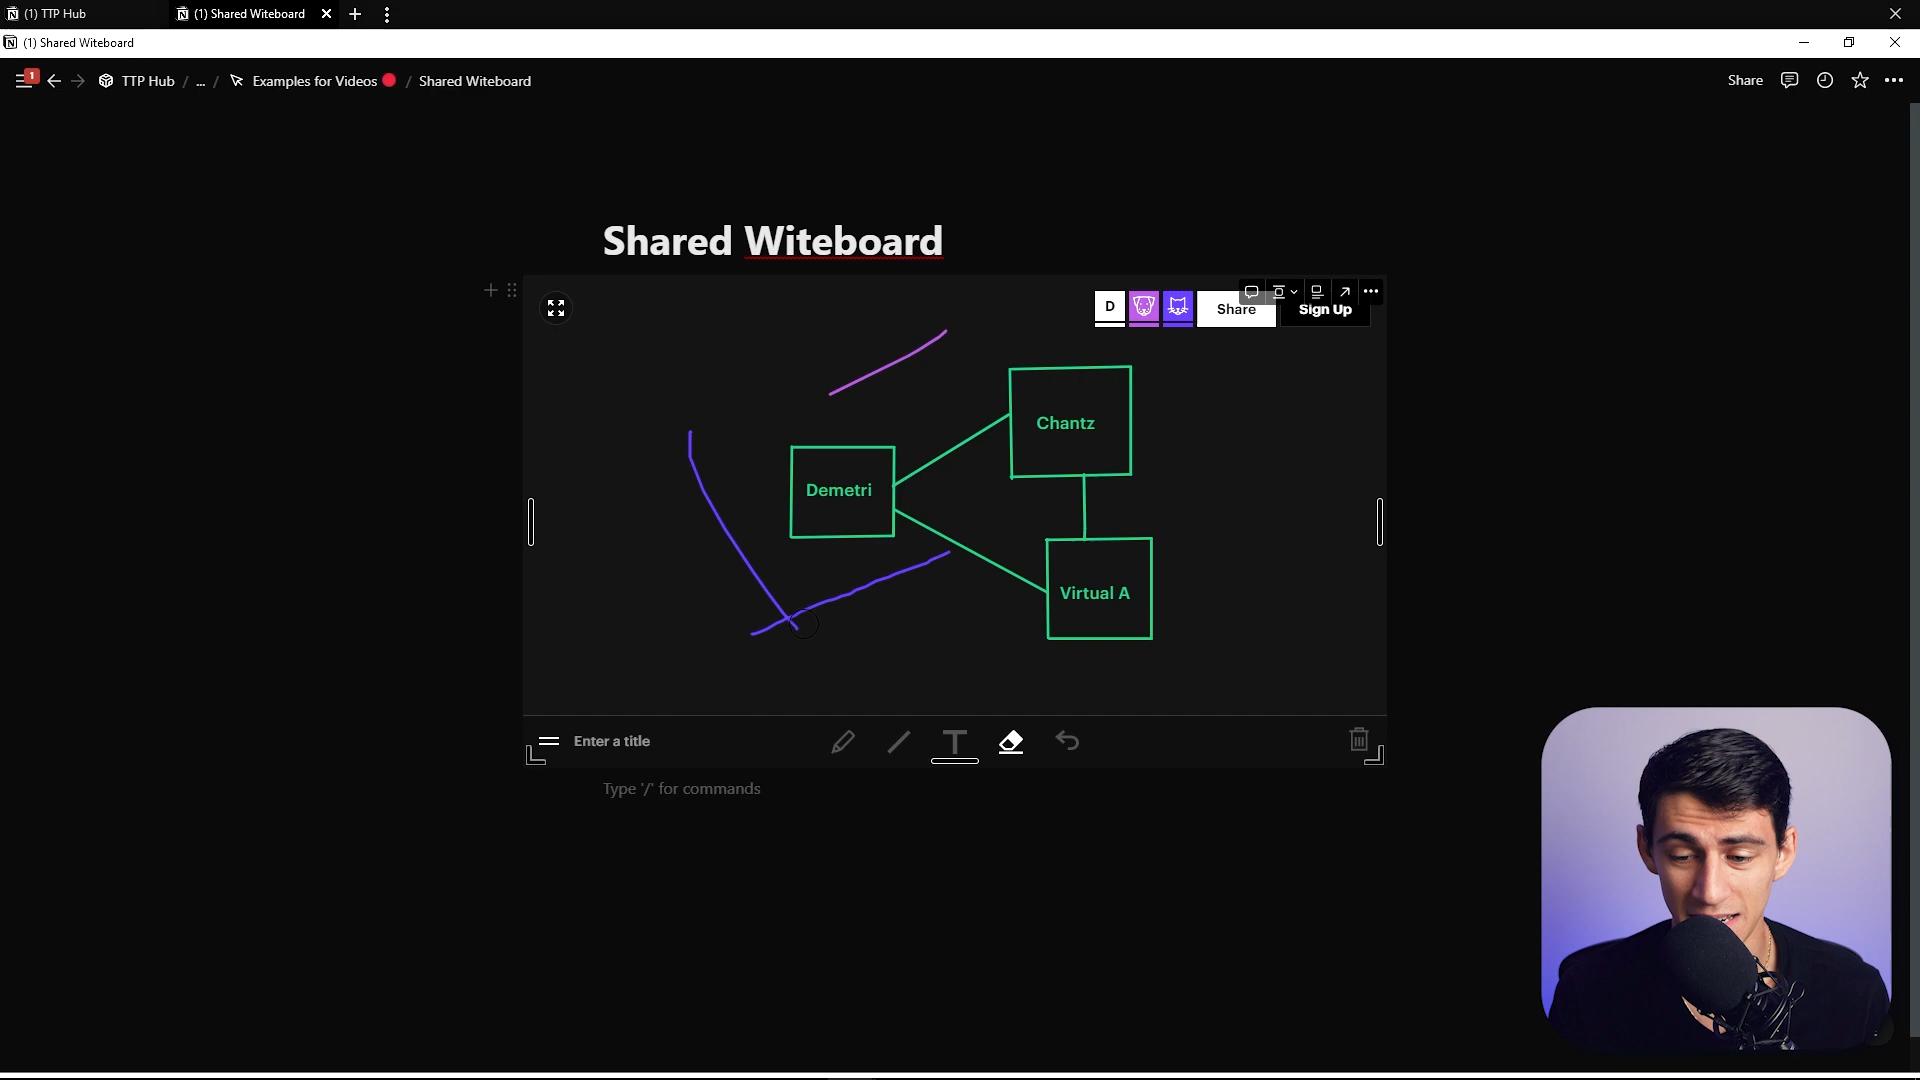 (1) TTP Hub
(1) Shared Witeboard
(1) Shared Witeboard
1
TTP Hub / ... / Examples for Videos / Shared Witeboard
Share
Shared Witeboard
D
Share
Sign Up
Chantz
Demetri
Virtual A
Enter a title
T
Type '/' for commands